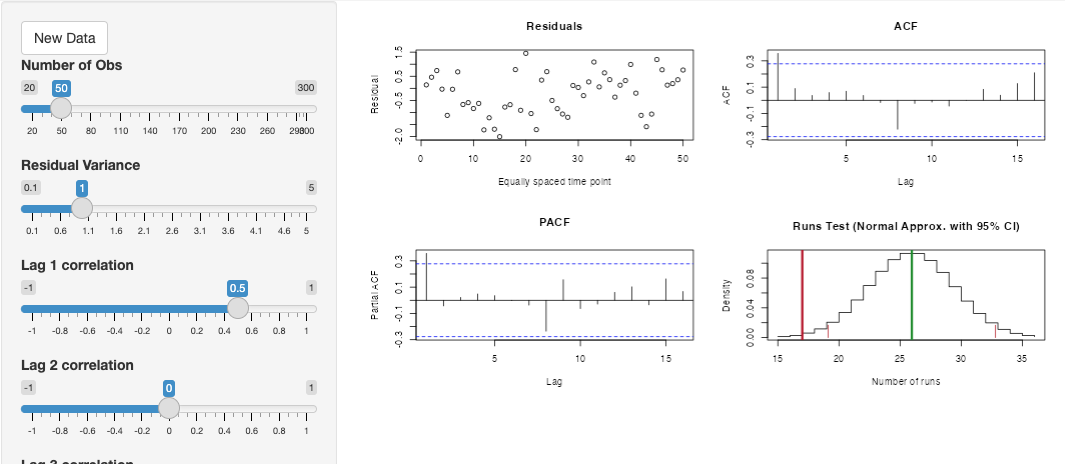 New Data
Number of Obs
20 50 300
20 50 80 110 140 170 200 230 260 290 300
Residual Variance
0.1 1 5
0.1 0.6 1.1 1.6 2.1 2.6 3.1 3.6 4.1 4.6 5
Lag 1 correlation
-1 0.5 1
-1 -0.8 -0.6 -0.4 -0.2 0 0.2 0.4 0.6 0.8 1
Lag 2 correlation
-1 0 1
-1 -0.8 -0.6 -0.4 -0.2 0 0.2 0.4 0.6 0.8 1
Lag 3 correlation
Residuals
Residual
1.5
0.5
-0.5
-2.0
0 10 20 30 40 50
Equally spaced time point
ACF
ACF
0.3
0.1
-0.1
-0.3
5 10 15
Lag
PACF
Partial ACF
0.3
0.1
-0.1
-0.3
5 10 15
Lag
Runs Test (Normal Approx. with 95% CI)
Density
0.08
0.04
0.00
15 20 25 30 35
Number of runs